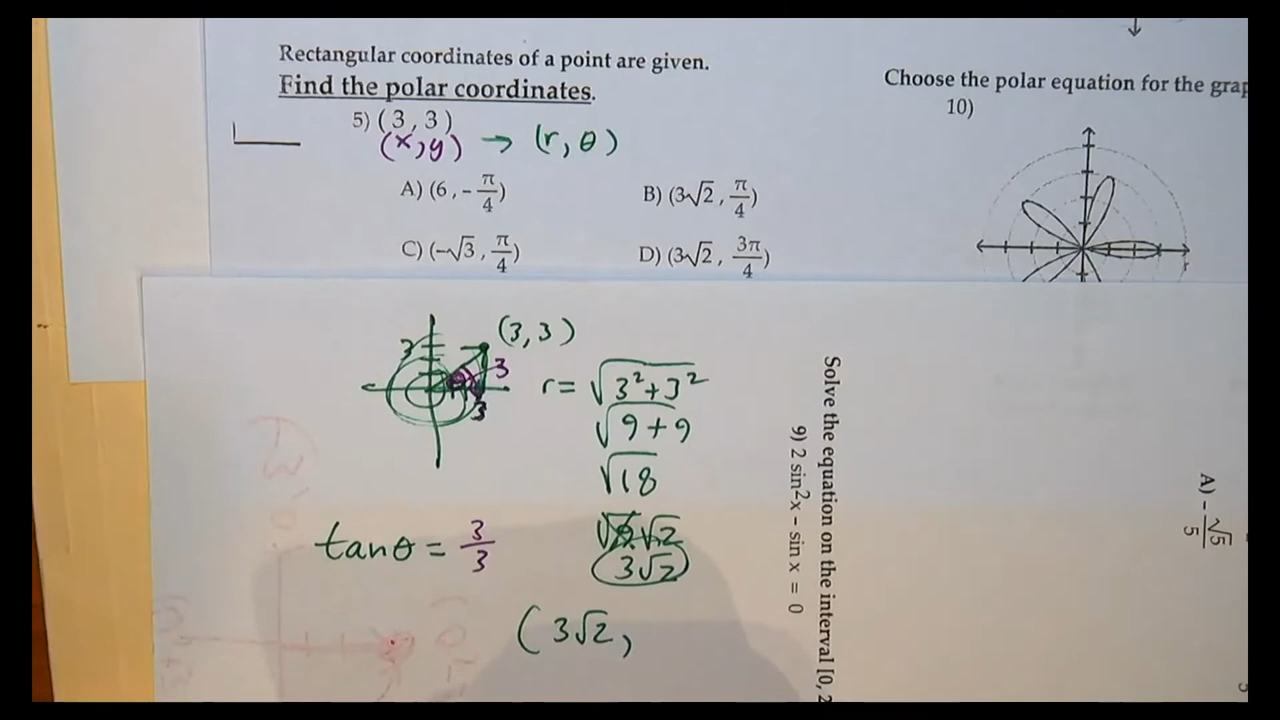 Rectangular coordinates of a point are given.
Find the polar coordinates.
5) (3, 3)
(x, y) → (r, θ)
A) (6, -π/4)
B) (3√2, π/4)
C) (-√3, π/4)
D) (3√2, 3π/4)
Choose the polar equation for the grap
10)
3
(3, 3)
3
3
θ
r = √3²+3²
√9+9
√18
√2
3√2
tanθ = 3/3
(3√2,
Solve the equation on the interval [0, 2
9) 2 sin²x - sin x = 0
A) -√5/5